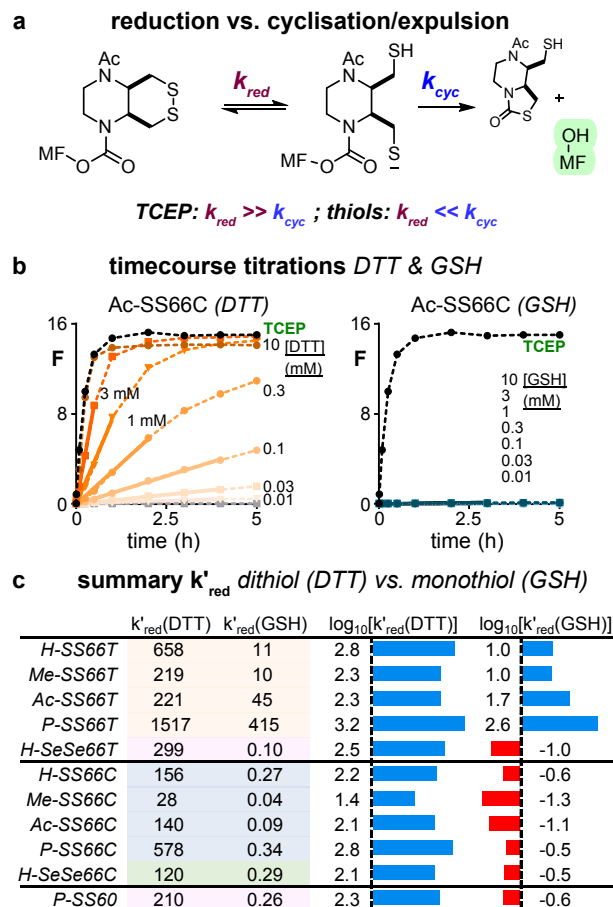 a reduction vs. cyclisation/expulsion
Ac
N
S
S
N
MF
O
O
k_red
SH
Ac
N
N
MF
O
O
S
–
k_cyc
Ac
SH
N
N
S
O
+
OH
MF
TCEP: k_red >> k_cyc ; thiols: k_red << k_cyc
b timecourse titrations DTT & GSH
Ac-SS66C (DTT)
16
F
8
0
0
2.5
5
time (h)
TCEP
10 [DTT]
(mM)
3 mM
1 mM
0.3
0.1
0.03
0.01
Ac-SS66C (GSH)
16
F
8
0
0
2.5
5
time (h)
TCEP
10 [GSH]
3 (mM)
1
0.3
0.1
0.03
0.01
c summary k'red dithiol (DTT) vs. monothiol (GSH)
k'red(DTT) k'red(GSH) log10[k'red(DTT)] log10[k'red(GSH)]
H-SS66T 658 11 2.8 1.0
Me-SS66T 219 10 2.3 1.0
Ac-SS66T 221 45 2.3 1.7
P-SS66T 1517 415 3.2 2.6
H-SeSe66T 299 0.10 2.5 -1.0
H-SS66C 156 0.27 2.2 -0.6
Me-SS66C 28 0.04 1.4 -1.3
Ac-SS66C 140 0.09 2.1 -1.1
P-SS66C 578 0.34 2.8 -0.5
H-SeSe66C 120 0.29 2.1 -0.5
P-SS60 210 0.26 2.3 -0.6